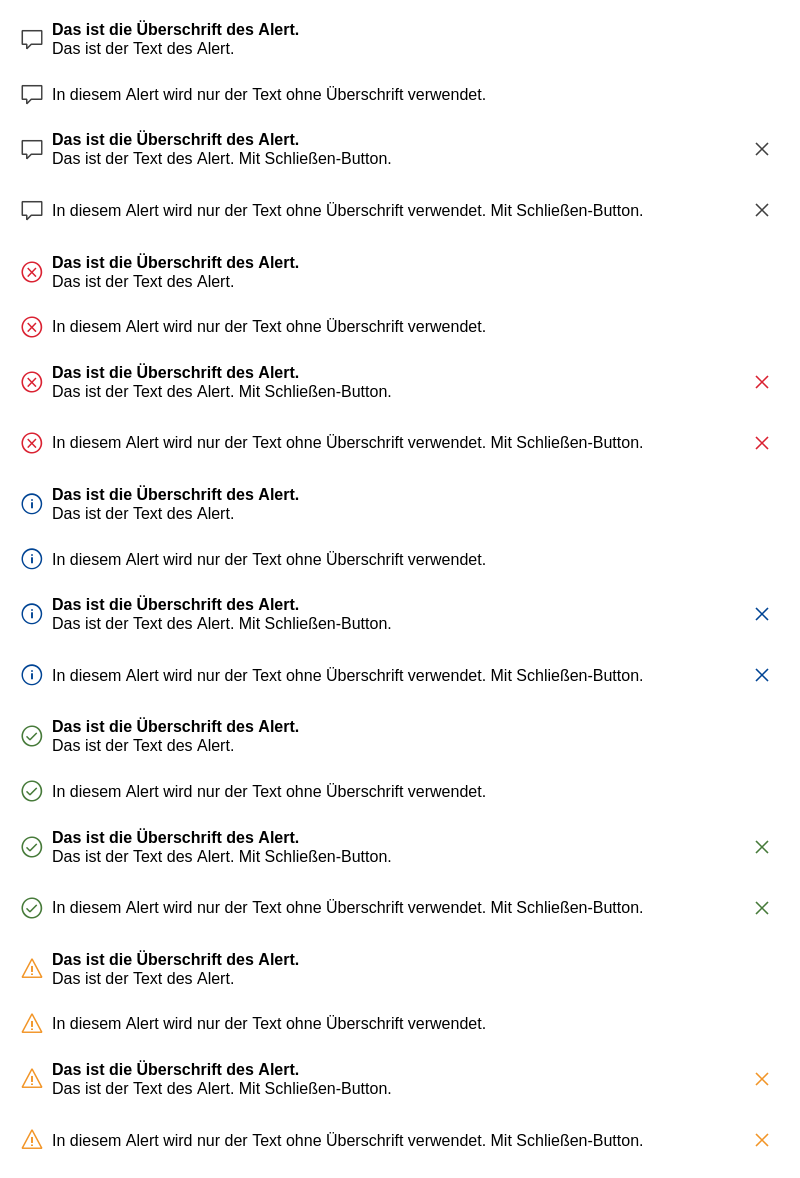 Das ist die Überschrift des Alert.
Das ist der Text des Alert.
In diesem Alert wird nur der Text ohne Überschrift verwendet.
Das ist die Überschrift des Alert.
Das ist der Text des Alert. Mit Schließen-Button.
In diesem Alert wird nur der Text ohne Überschrift verwendet. Mit Schließen-Button.
Das ist die Überschrift des Alert.
Das ist der Text des Alert.
In diesem Alert wird nur der Text ohne Überschrift verwendet.
Das ist die Überschrift des Alert.
Das ist der Text des Alert. Mit Schließen-Button.
In diesem Alert wird nur der Text ohne Überschrift verwendet. Mit Schließen-Button.
Das ist die Überschrift des Alert.
Das ist der Text des Alert.
In diesem Alert wird nur der Text ohne Überschrift verwendet.
Das ist die Überschrift des Alert.
Das ist der Text des Alert. Mit Schließen-Button.
In diesem Alert wird nur der Text ohne Überschrift verwendet. Mit Schließen-Button.
Das ist die Überschrift des Alert.
Das ist der Text des Alert.
In diesem Alert wird nur der Text ohne Überschrift verwendet.
Das ist die Überschrift des Alert.
Das ist der Text des Alert. Mit Schließen-Button.
In diesem Alert wird nur der Text ohne Überschrift verwendet. Mit Schließen-Button.
Das ist die Überschrift des Alert.
Das ist der Text des Alert.
In diesem Alert wird nur der Text ohne Überschrift verwendet.
Das ist die Überschrift des Alert.
Das ist der Text des Alert. Mit Schließen-Button.
In diesem Alert wird nur der Text ohne Überschrift verwendet. Mit Schließen-Button.